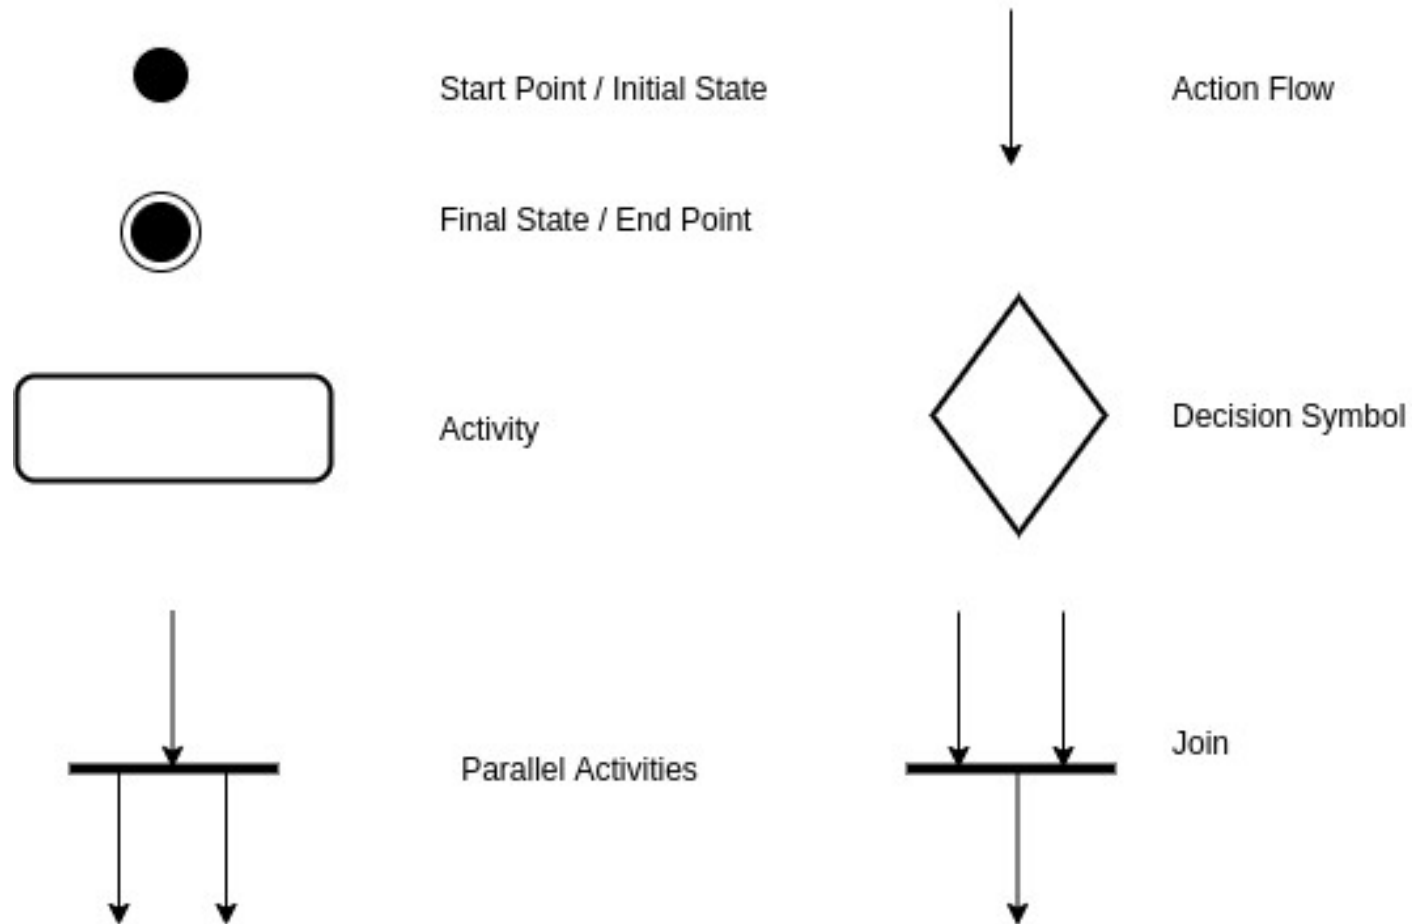 Start Point / Initial State
Action Flow
Final State / End Point
Activity
Decision Symbol
Parallel Activities
Join